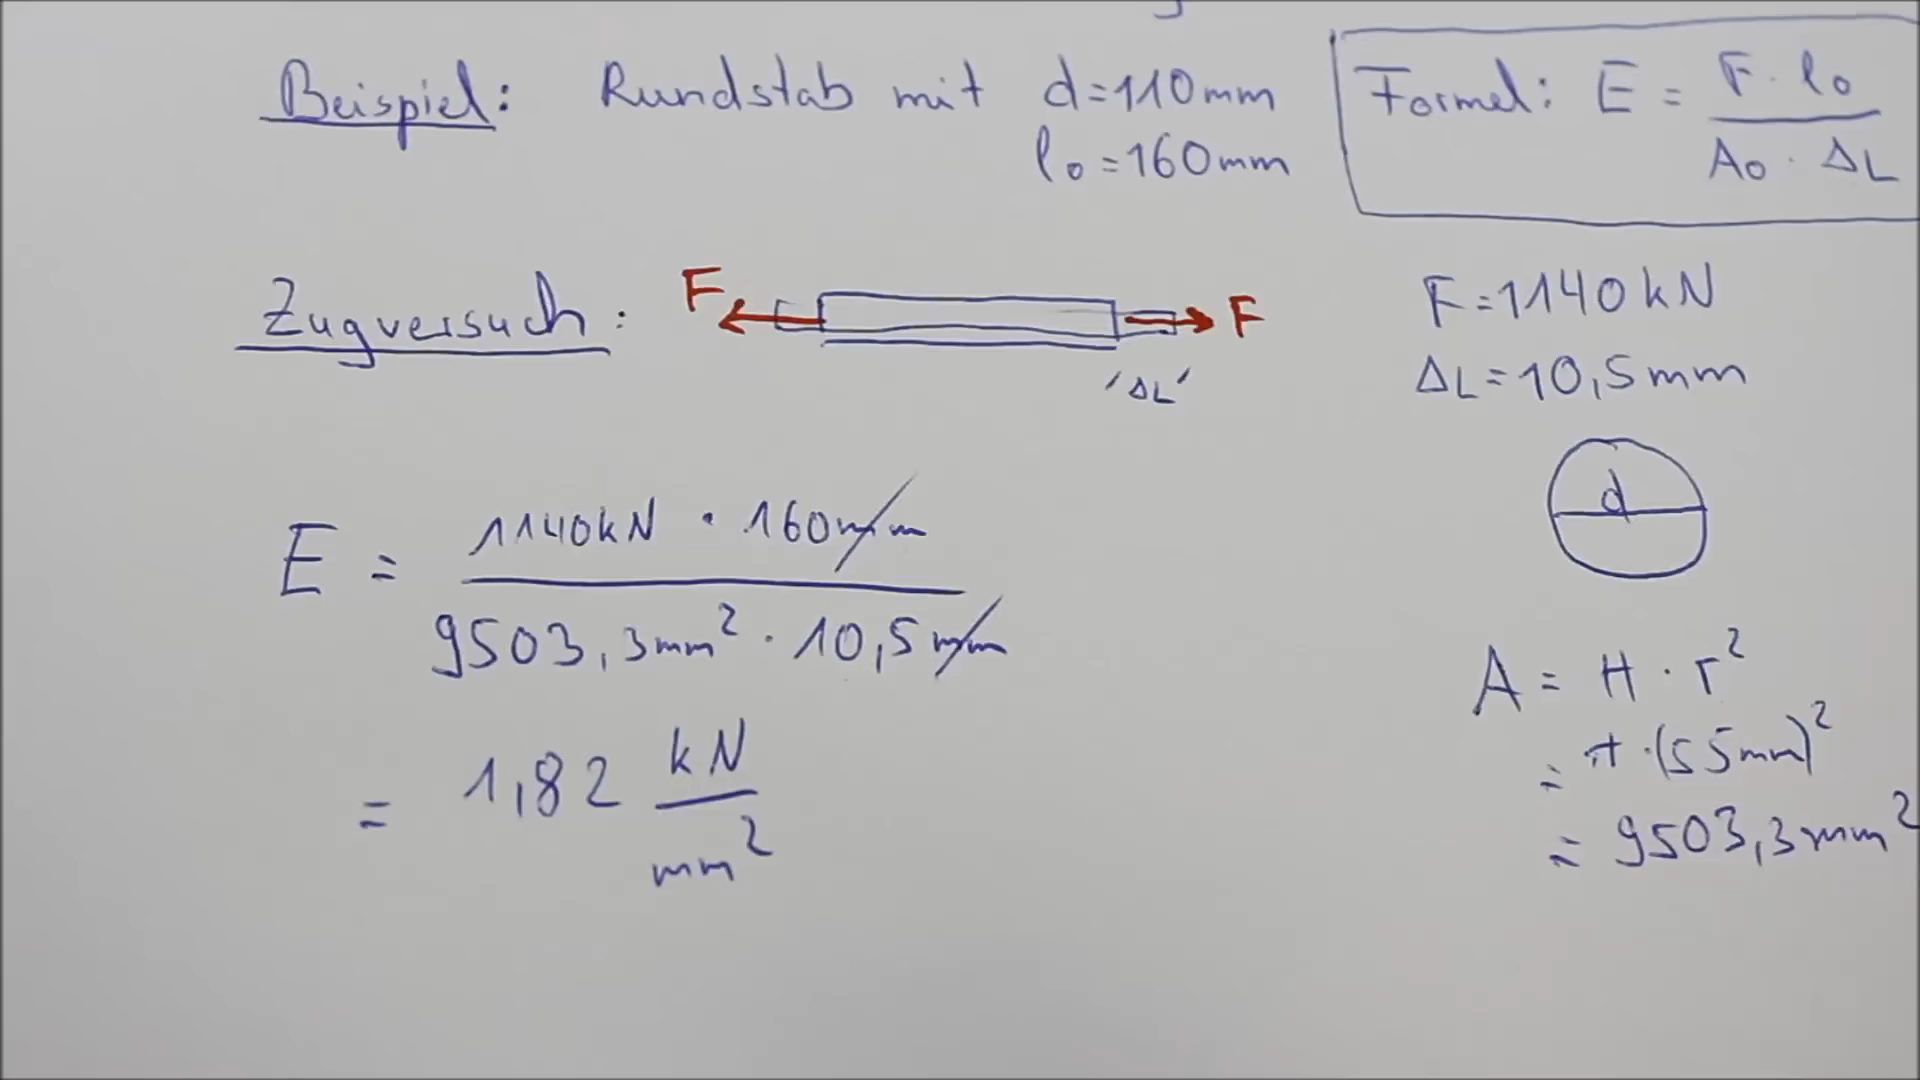 Beispiel: Rundstab mit d=110mm
l₀=160mm
Formel: E = F · l₀ / A₀ · ΔL
Zugversuch: F F
'ΔL'
F=1140kN
ΔL=10,5mm
d
E = 1140kN · 160mm / 9503,3mm² · 10,5mm
= 1,82 kN / mm²
A = π · r²
= π · (55mm)²
= 9503,3mm²